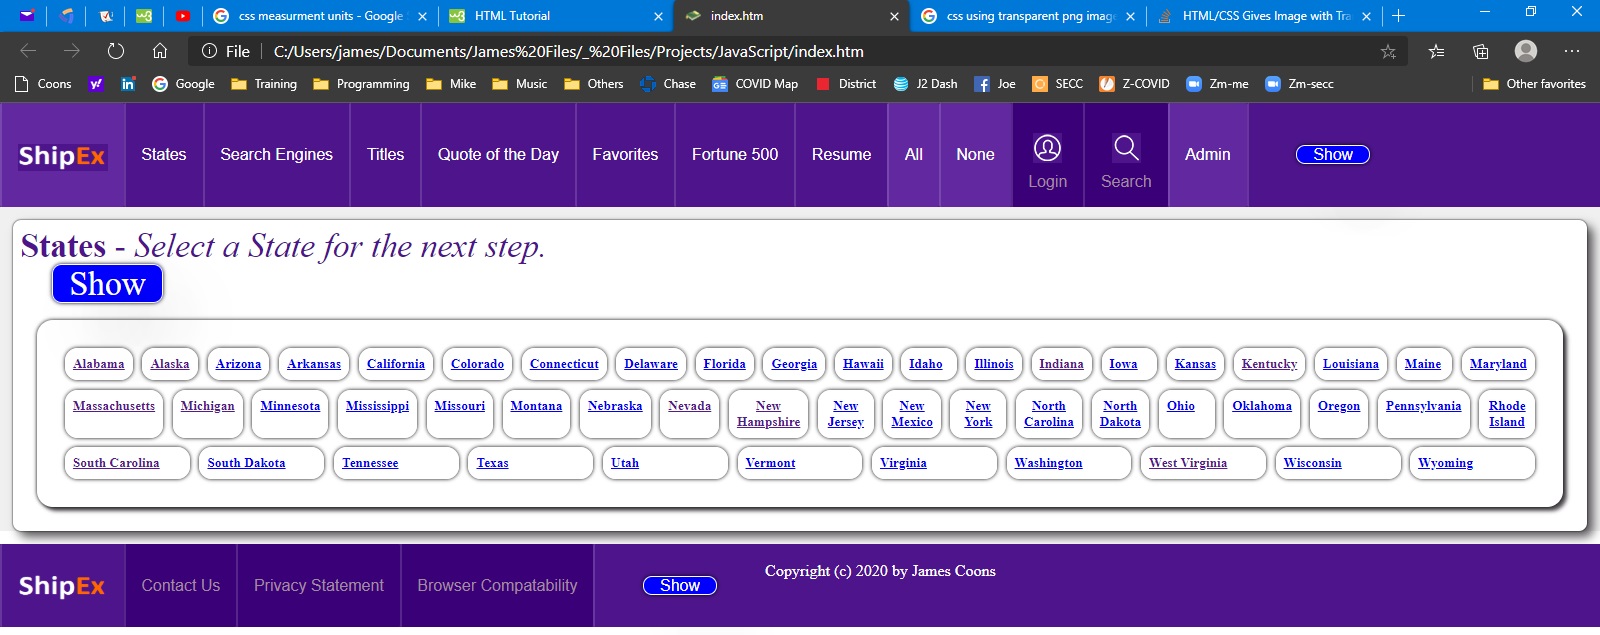 css measurment units - Google
HTML Tutorial
index.htm
css using transparent png imag
HTML/CSS Gives Image with Tra
File
C:/Users/james/Documents/James%20Files/_%20Files/Projects/JavaScript/index.htm
Coons
Google
Training
Programming
Mike
Music
Others
Chase
COVID Map
District
J2 Dash
Joe
SECC
Z-COVID
Zm-me
Zm-secc
Other favorites
ShipEx
States
Search Engines
Titles
Quote of the Day
Favorites
Fortune 500
Resume
All
None
Login
Search
Admin
Show
States - Select a State for the next step.
Show
Alabama Alaska Arizona Arkansas California Colorado Connecticut Delaware Florida Georgia Hawaii Idaho Illinois Indiana Iowa Kansas Kentucky Louisiana Maine Maryland
Massachusetts Michigan Minnesota Mississippi Missouri Montana Nebraska Nevada New Hampshire New Jersey New Mexico New York North Carolina North Dakota Ohio Oklahoma Oregon Pennsylvania Rhode Island
South Carolina South Dakota Tennessee Texas Utah Vermont Virginia Washington West Virginia Wisconsin Wyoming
ShipEx
Contact Us
Privacy Statement
Browser Compatability
Show
Copyright (c) 2020 by James Coons